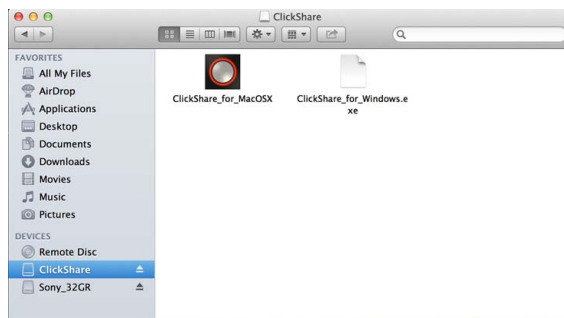 ClickShare
FAVORITES
All My Files
AirDrop
Applications
Desktop
Documents
Downloads
Movies
Music
Pictures
DEVICES
Remote Disc
ClickShare
Sony_32GR
ClickShare_for_MacOSX
ClickShare_for_Windows.e
xe